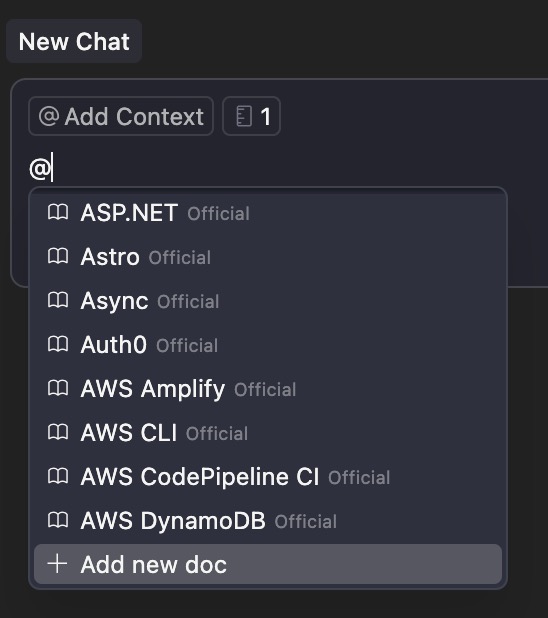 New Chat
@ Add Context 1
@
ASP.NET Official
Astro Official
Async Official
Auth0 Official
AWS Amplify Official
AWS CLI Official
AWS CodePipeline CI Official
AWS DynamoDB Official
+ Add new doc